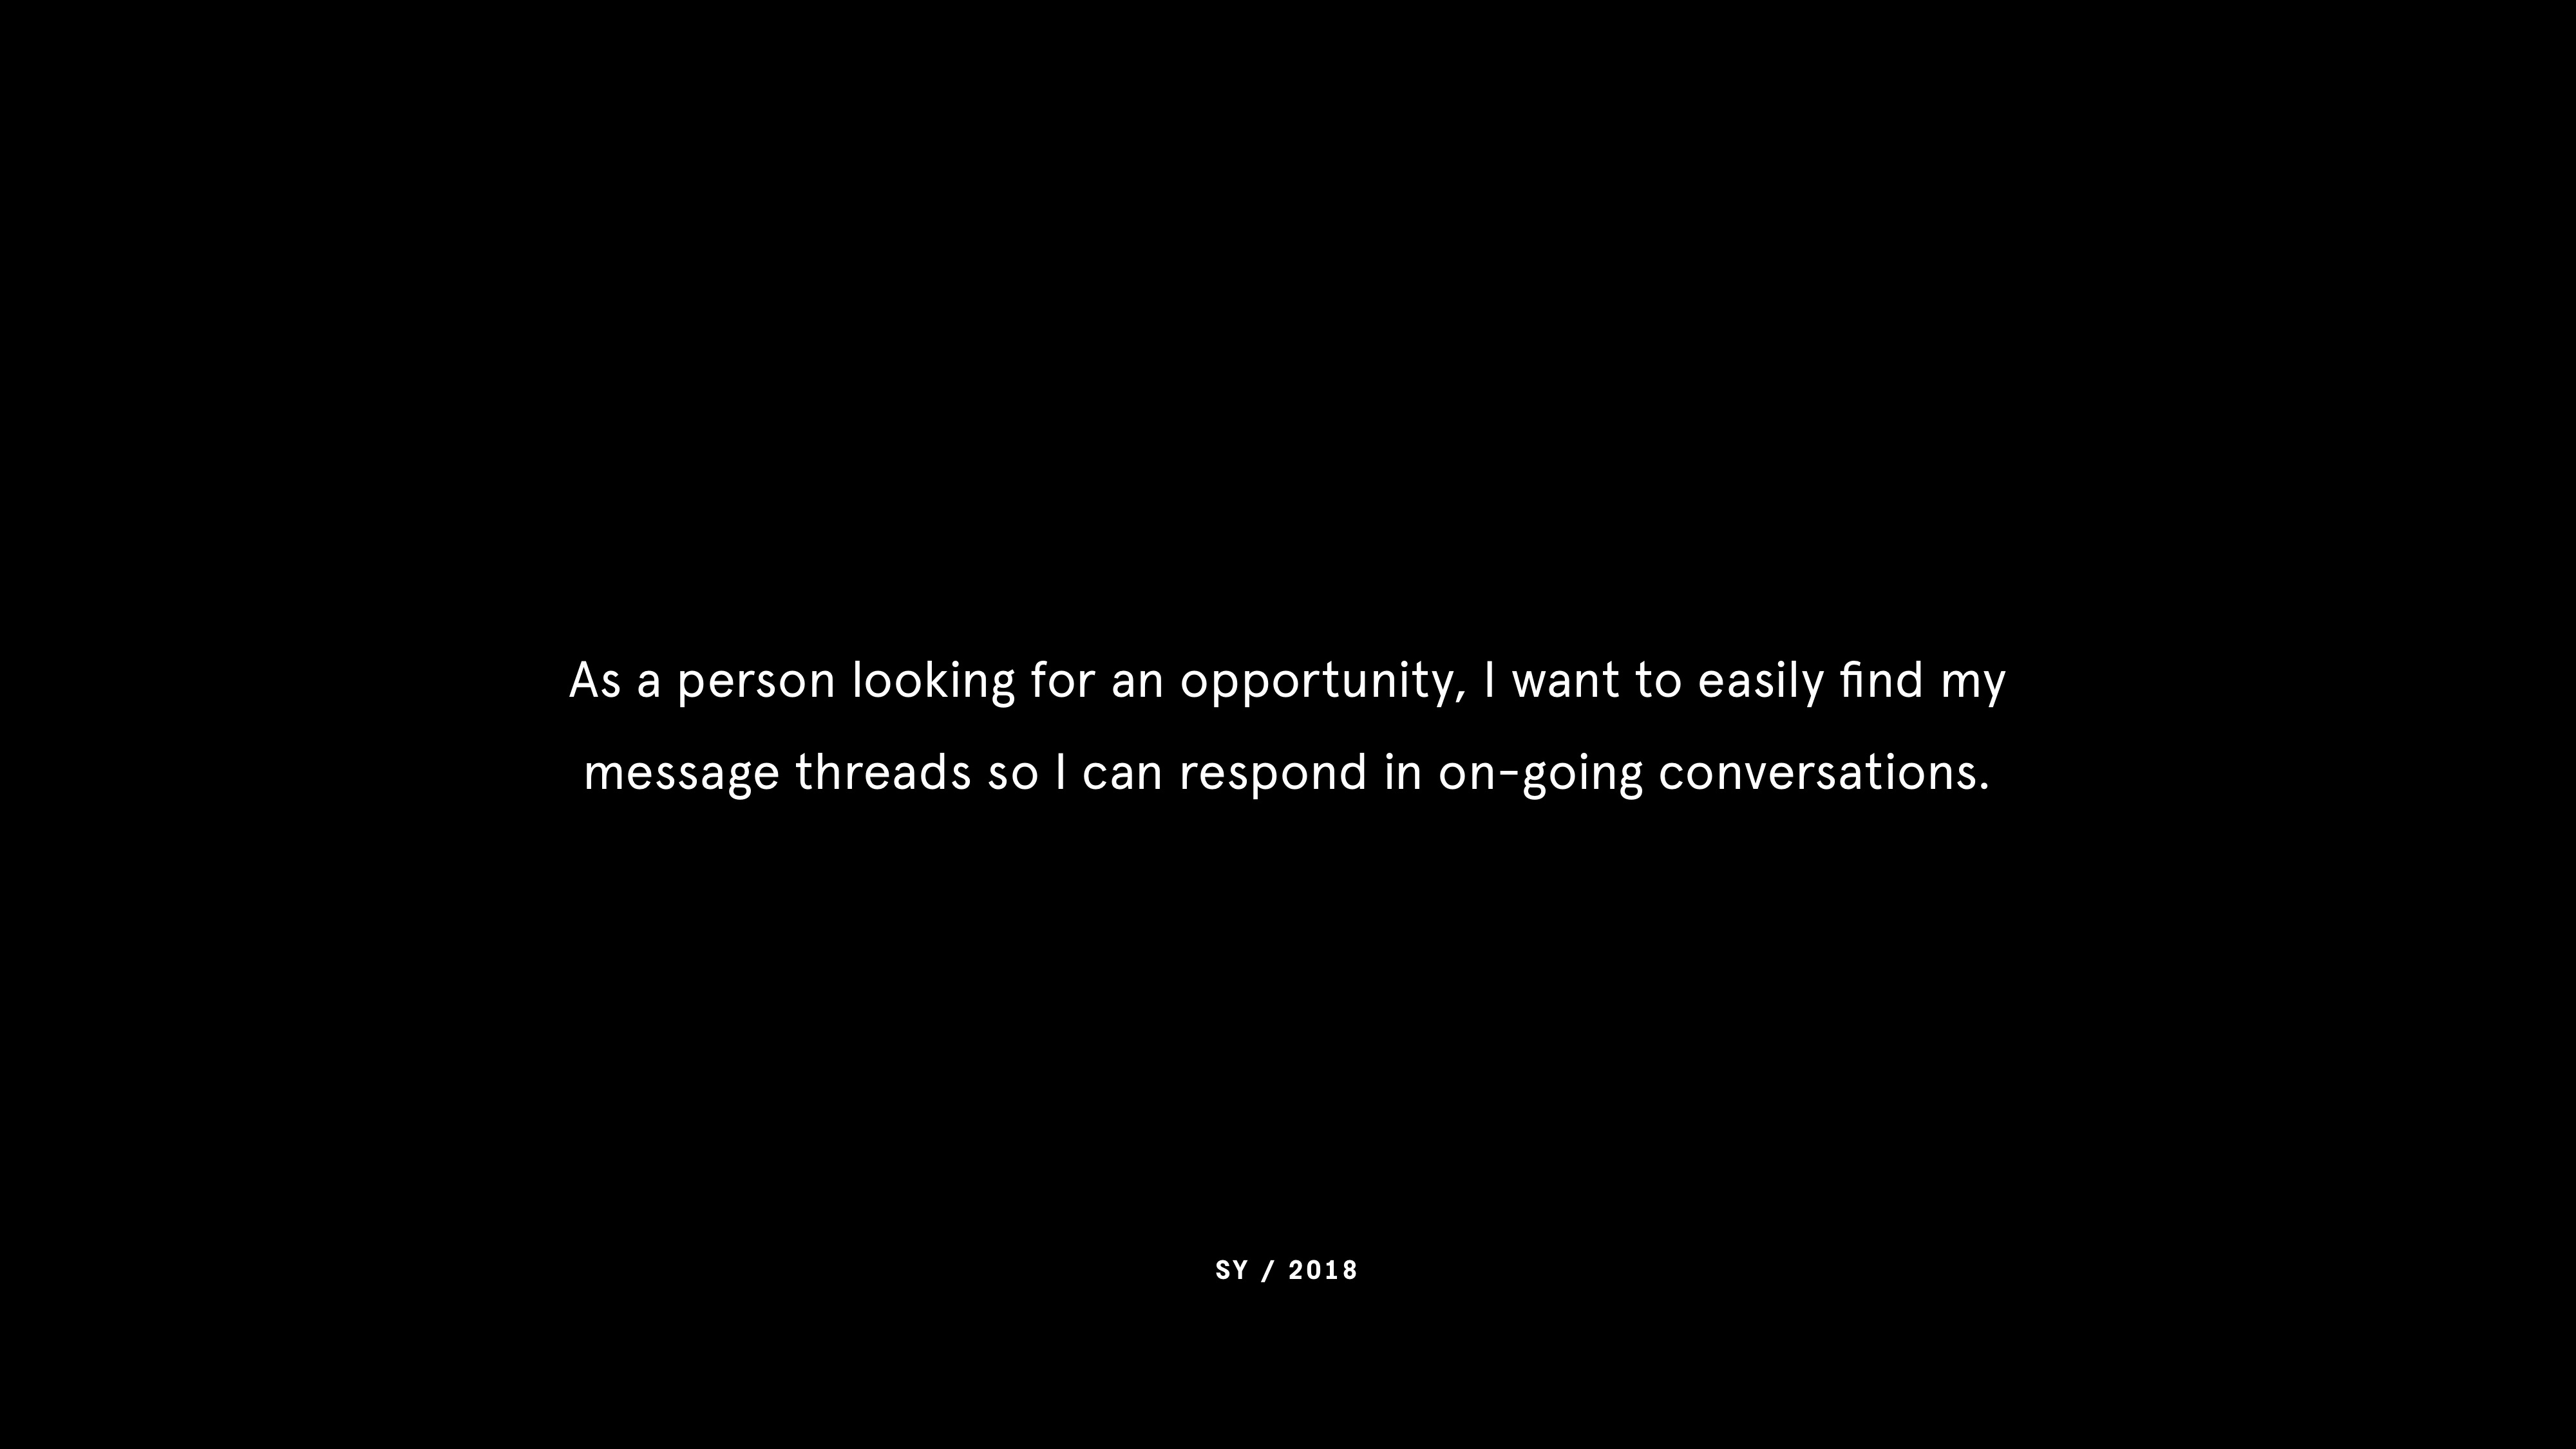 As a person looking for an opportunity, I want to easily find my
message threads so I can respond in on-going conversations.
SY / 2018